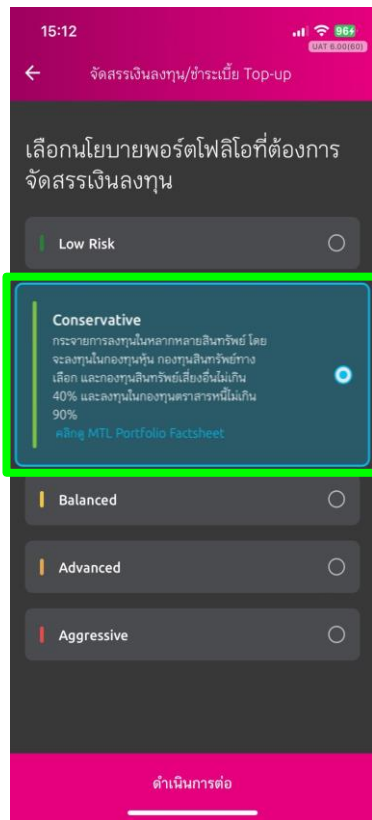 15:12
96
UAT 6.00(60)
จัดสรรเงินลงทุน/ชำระเบี้ย Top-up
เลือกนโยบายพอร์ตโฟลิโอที่ต้องการ
จัดสรรเงินลงทุน
Low Risk
Conservative
กระจายการลงทุนในหลากหลายสินทรัพย์ โดย
จะลงทุนในกองทุนหุ้น กองทุนสินทรัพย์ทาง
เลือก และกองทุนสินทรัพย์เสี่ยงอื่นไม่เกิน
40% และลงทุนในกองทุนตราสารหนี้ไม่เกิน
90%
คลิกดู MTL Portfolio Factsheet
Balanced
Advanced
Aggressive
ดำเนินการต่อ